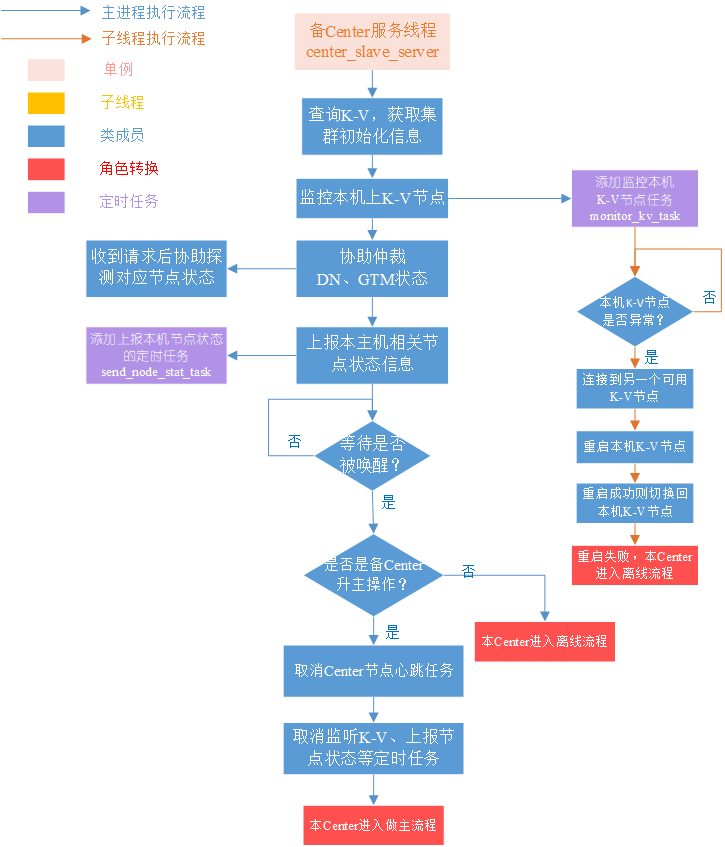 主进程执行流程
子线程执行流程
单例
子线程
类成员
角色转换
定时任务
备Center服务线程
center_slave_server
查询K-V，获取集
群初始化信息
监控本机上K-V节点
添加监控本机
K-V节点任务
monitor_kv_task
收到请求后协助探
测对应节点状态
协助仲裁
DN、GTM状态
本机K-V节点
是否异常？
否
是
添加上报本机节点状态
的定时任务
send_node_stat_task
上报本主机相关节
点状态信息
连接到另一个可用
K-V节点
重启本机K-V节点
重启成功则切换回
本机K-V节点
重启失败，本Center
进入离线流程
等待是否
被唤醒？
否
是
是否是备Center
升主操作？
否
是
本Center进入离线流程
取消Center节点心跳任务
取消监听K-V、上报节
点状态等定时任务
本Center进入做主流程